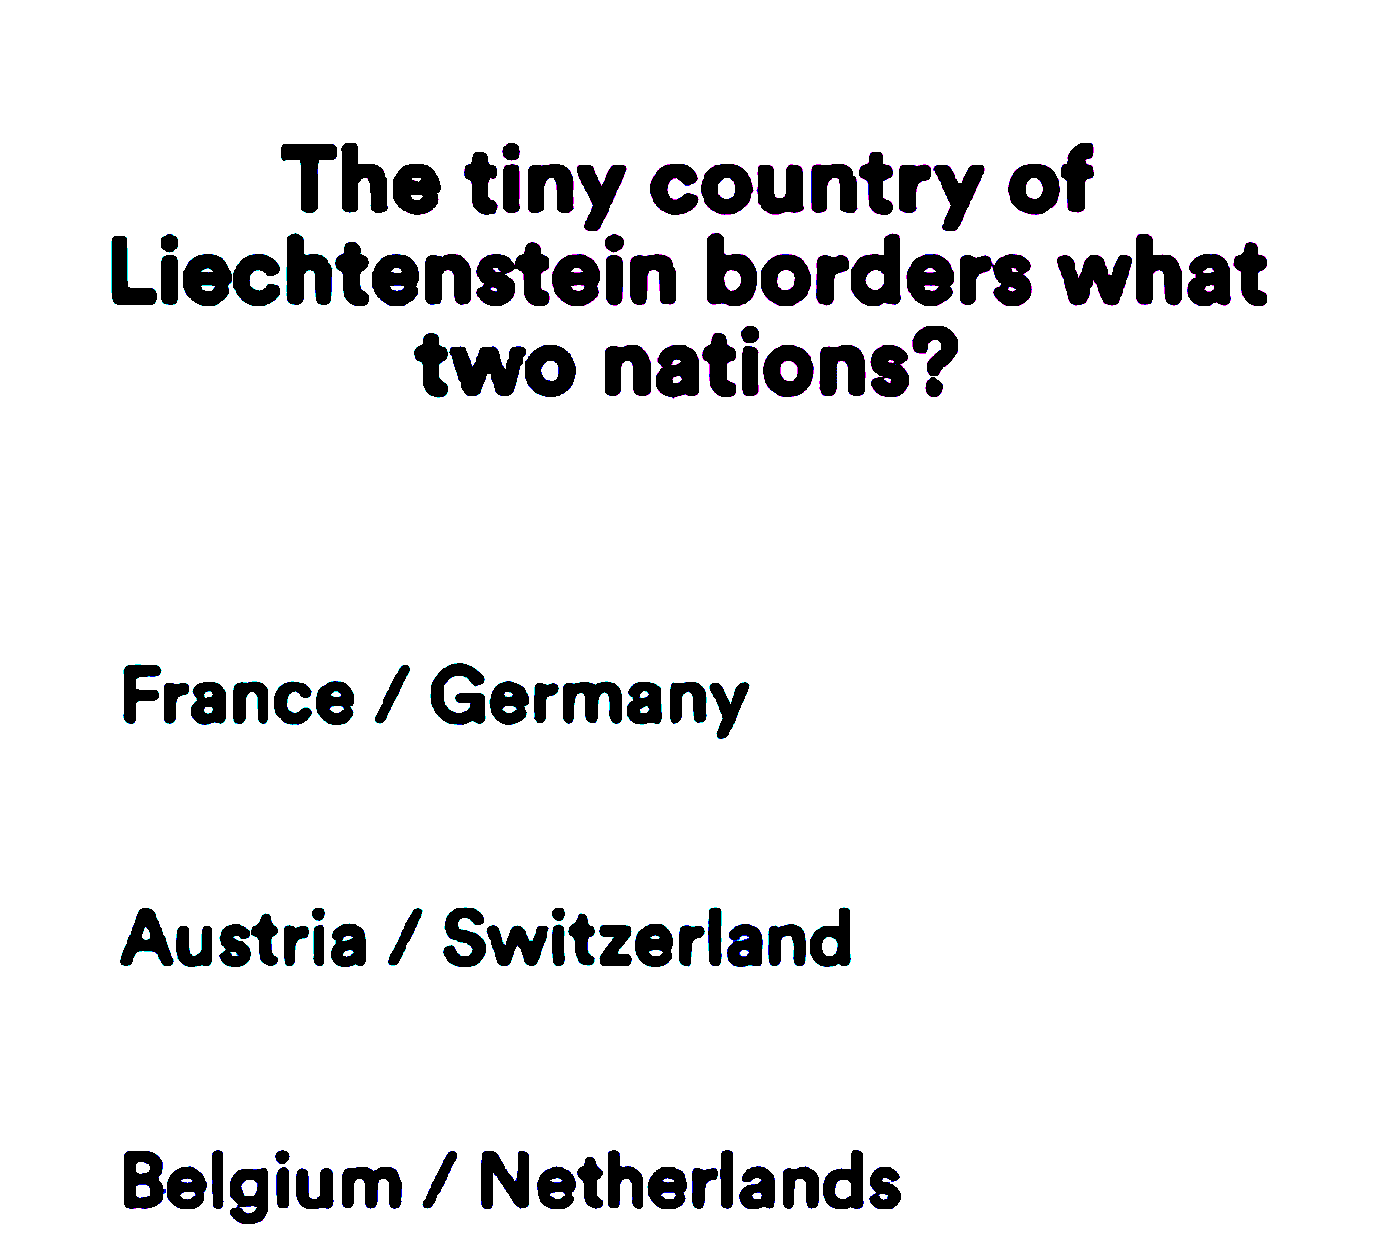 The tiny country of
Liechtenstein borders what
two nations?
France / Germany
Austria / Switzerland
Belgium / Netherlands